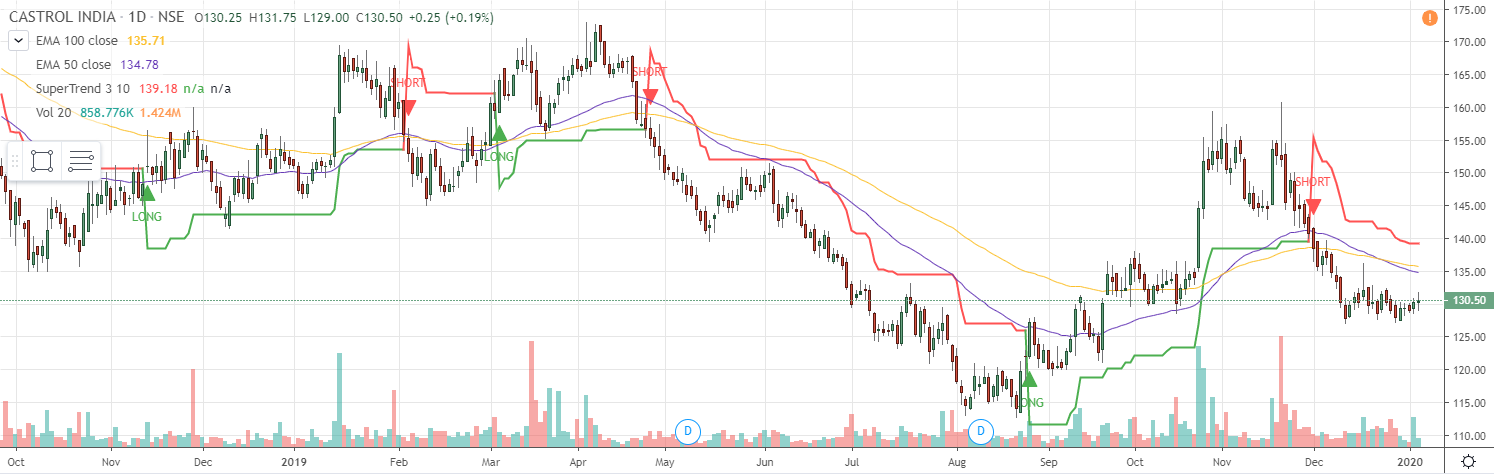 CASTROL INDIA · 1D · NSE O130.25 H131.75 L129.00 C130.50 +0.25 (+0.19%)
EMA 100 close 135.71
EMA 50 close 134.78
SuperTrend 3 10 139.18 n/a n/a
Vol 20 858.776K 1.424M
175.00
170.00
165.00
160.00
155.00
150.00
145.00
140.00
135.00
130.50
125.00
120.00
115.00
110.00
LONG
SHORT
LONG
SHORT
LONG
SHORT
D
D
Oct Nov Dec 2019 Feb Mar Apr May Jun Jul Aug Sep Oct Nov Dec 2020